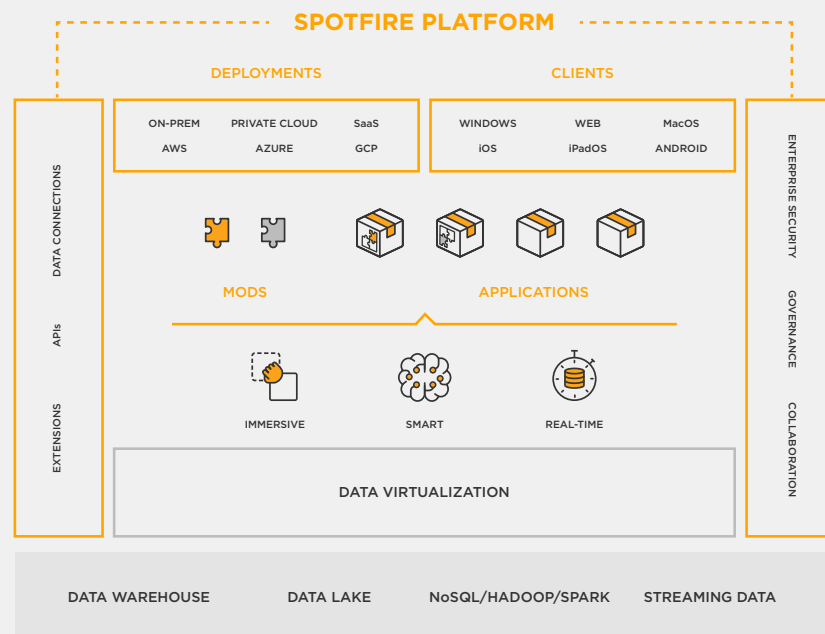 SPOTFIRE PLATFORM
DEPLOYMENTS
CLIENTS
ON-PREM PRIVATE CLOUD SaaS
AWS AZURE GCP
WINDOWS WEB MacOS
iOS iPadOS ANDROID
DATA CONNECTIONS
APIs
EXTENSIONS
ENTERPRISE SECURITY
GOVERNANCE
COLLABORATION
MODS
APPLICATIONS
IMMERSIVE
SMART
REAL-TIME
DATA VIRTUALIZATION
DATA WAREHOUSE DATA LAKE NoSQL/HADOOP/SPARK STREAMING DATA